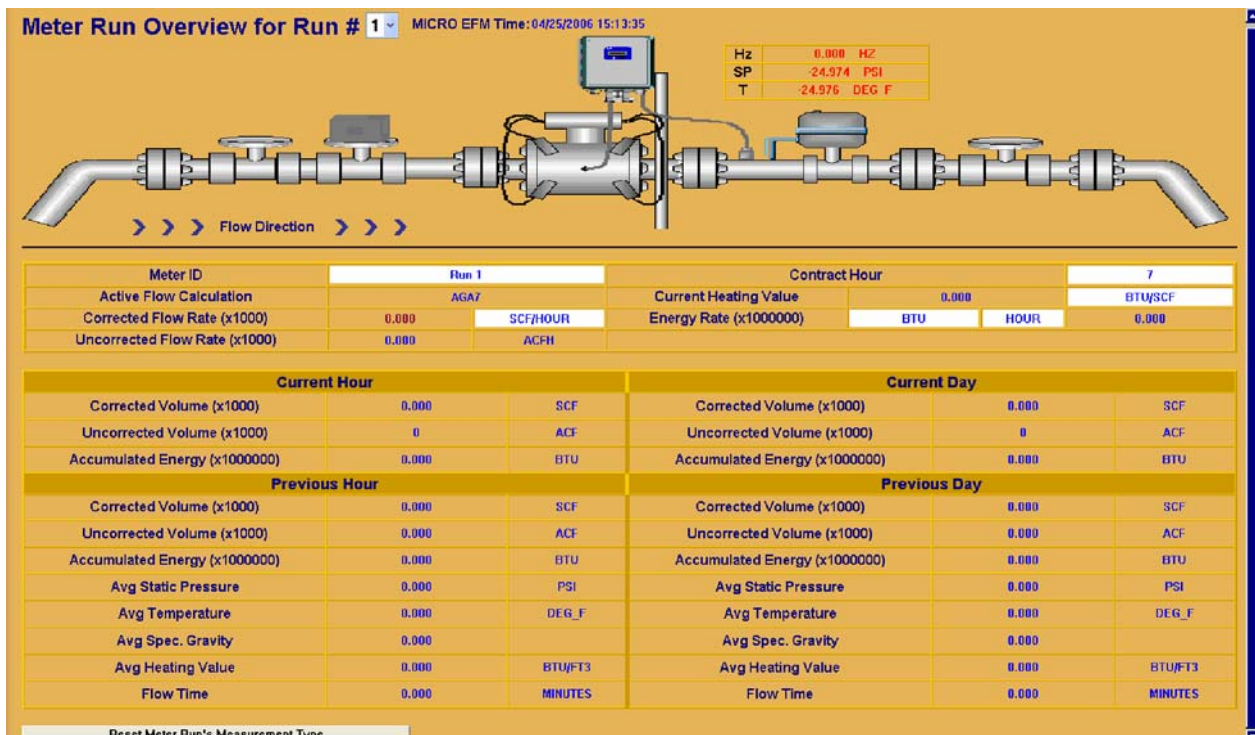 Meter Run Overview for Run # 1 MICRO EFM Time: 04/25/2006 15:13:35
Hz 0.000 HZ
SP -24.974 PSI
T -24.976 DEG F
Flow Direction
Meter ID Run 1 Contract Hour 7
Active Flow Calculation AGA7 Current Heating Value 0.000 BTU/SCF
Corrected Flow Rate (x1000) 0.000 SCF/HOUR Energy Rate (x1000000) BTU HOUR 0.000
Uncorrected Flow Rate (x1000) 0.000 ACFH
Current Hour Current Day
Corrected Volume (x1000) 0.000 SCF Corrected Volume (x1000) 0.000 SCF
Uncorrected Volume (x1000) 0 ACF Uncorrected Volume (x1000) 0 ACF
Accumulated Energy (x1000000) 0.000 BTU Accumulated Energy (x1000000) 0.000 BTU
Previous Hour Previous Day
Corrected Volume (x1000) 0.000 SCF Corrected Volume (x1000) 0.000 SCF
Uncorrected Volume (x1000) 0.000 ACF Uncorrected Volume (x1000) 0.000 ACF
Accumulated Energy (x1000000) 0.000 BTU Accumulated Energy (x1000000) 0.000 BTU
Avg Static Pressure 0.000 PSI Avg Static Pressure 0.000 PSI
Avg Temperature 0.000 DEG_F Avg Temperature 0.000 DEG_F
Avg Spec. Gravity 0.000 Avg Spec. Gravity 0.000
Avg Heating Value 0.000 BTU/FT3 Avg Heating Value 0.000 BTU/FT3
Flow Time 0.000 MINUTES Flow Time 0.000 MINUTES
Reset Meter Run's Measurement Type